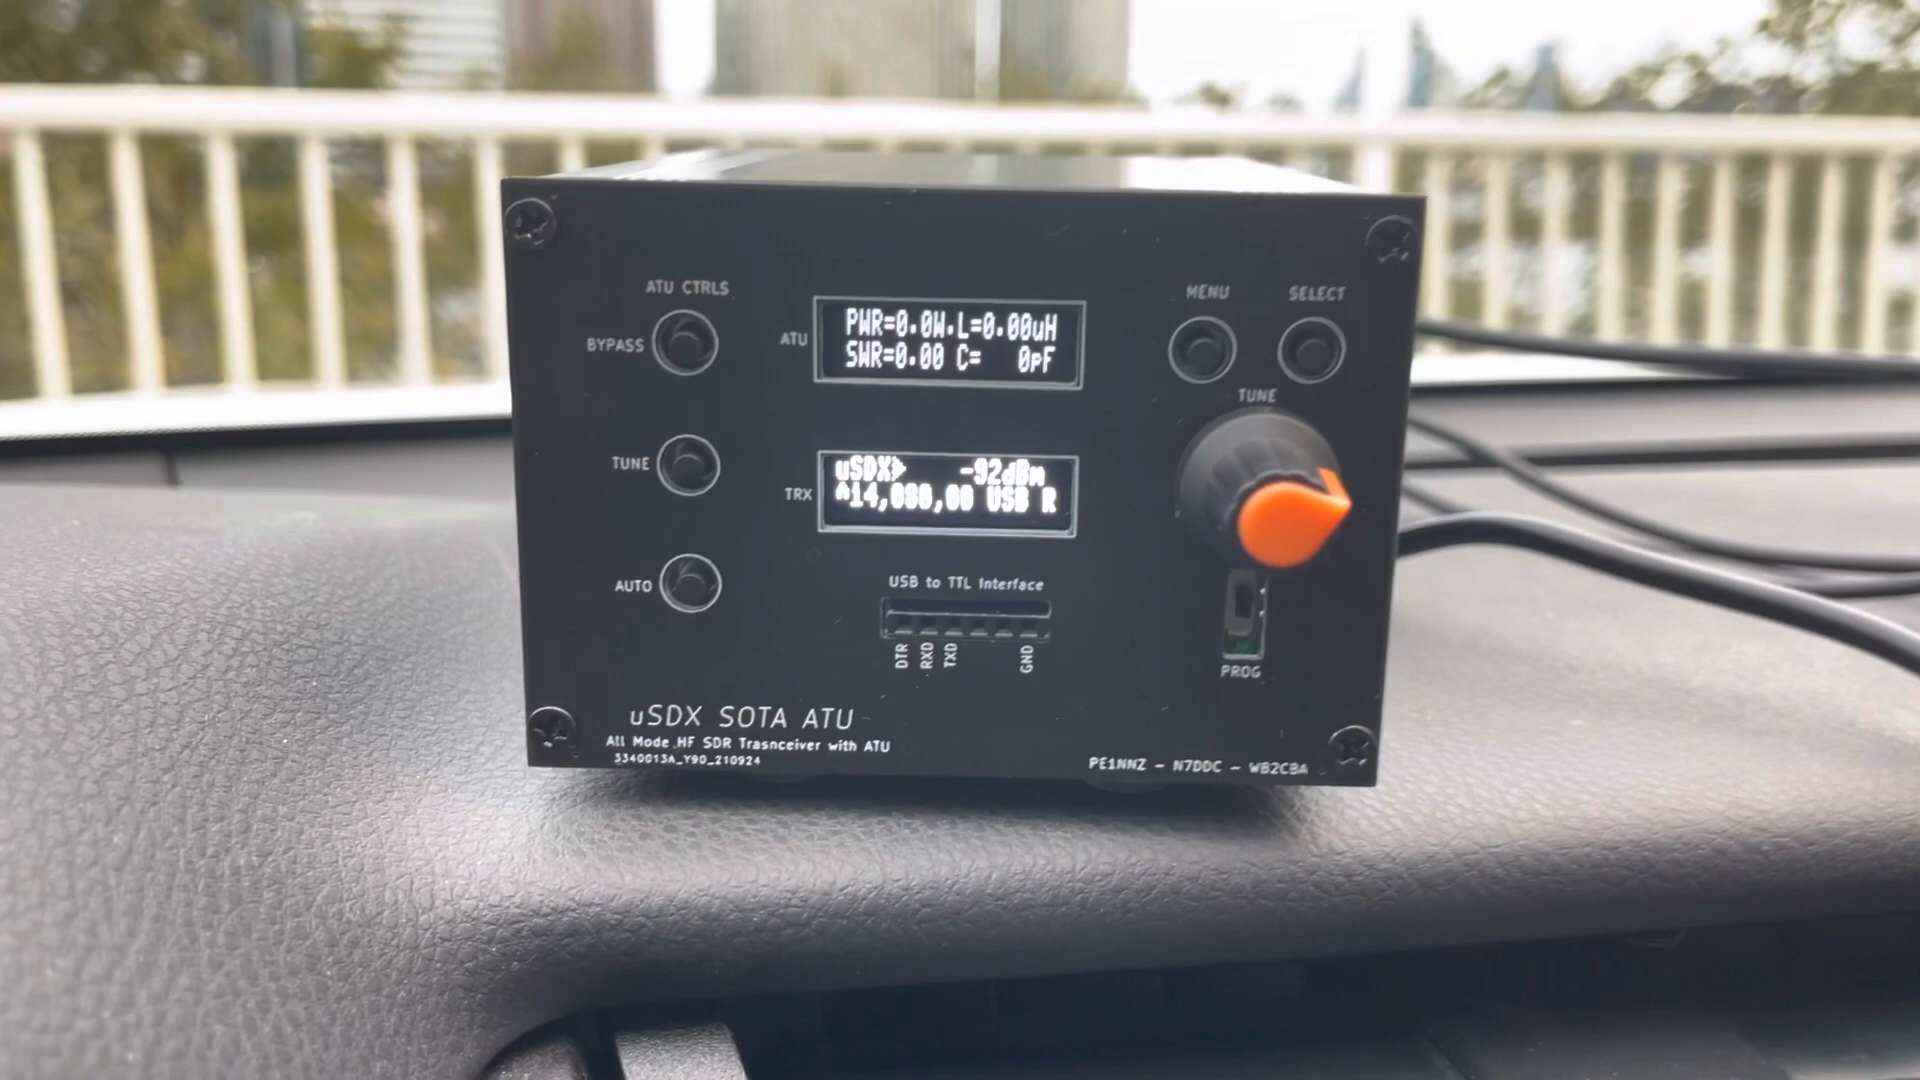 ATU CTRLS
BYPASS
TUNE
AUTO
ATU
PWR=0.0W.L=0.00uH
SWR=0.00 C= 0pF
TRX
uSDX> -92dBm
^14,080,00 USB R
MENU
SELECT
TUNE
USB to TTL Interface
DTR
RXD
TXD
GND
PROG
uSDX SOTA ATU
All Mode HF SDR Trasnceiver with ATU
3340013A_Y90_210924
PE1NNZ - N7DDC - WB2CBA